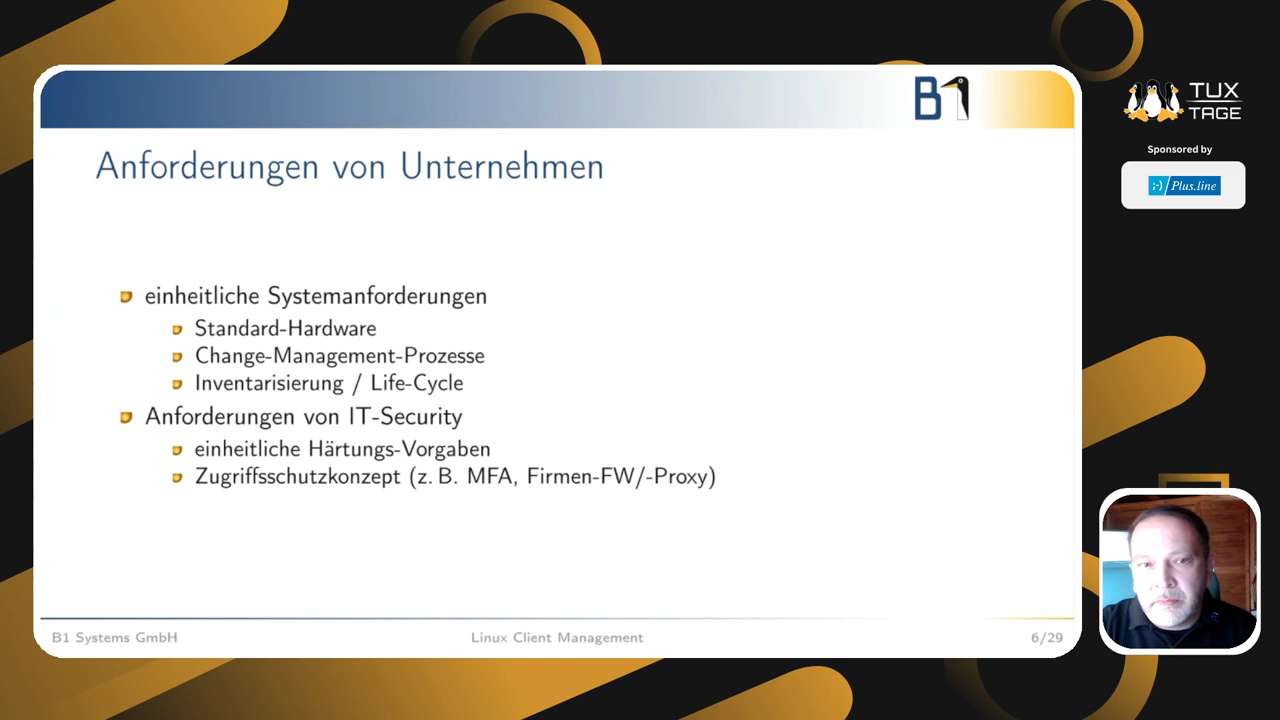 B1
TUX
TAGE
Sponsored by
;-) Plus.line
Anforderungen von Unternehmen
einheitliche Systemanforderungen
Standard-Hardware
Change-Management-Prozesse
Inventarisierung / Life-Cycle
Anforderungen von IT-Security
einheitliche Härtungs-Vorgaben
Zugriffsschutzkonzept (z. B. MFA, Firmen-FW/-Proxy)
B1 Systems GmbH
Linux Client Management
6/29